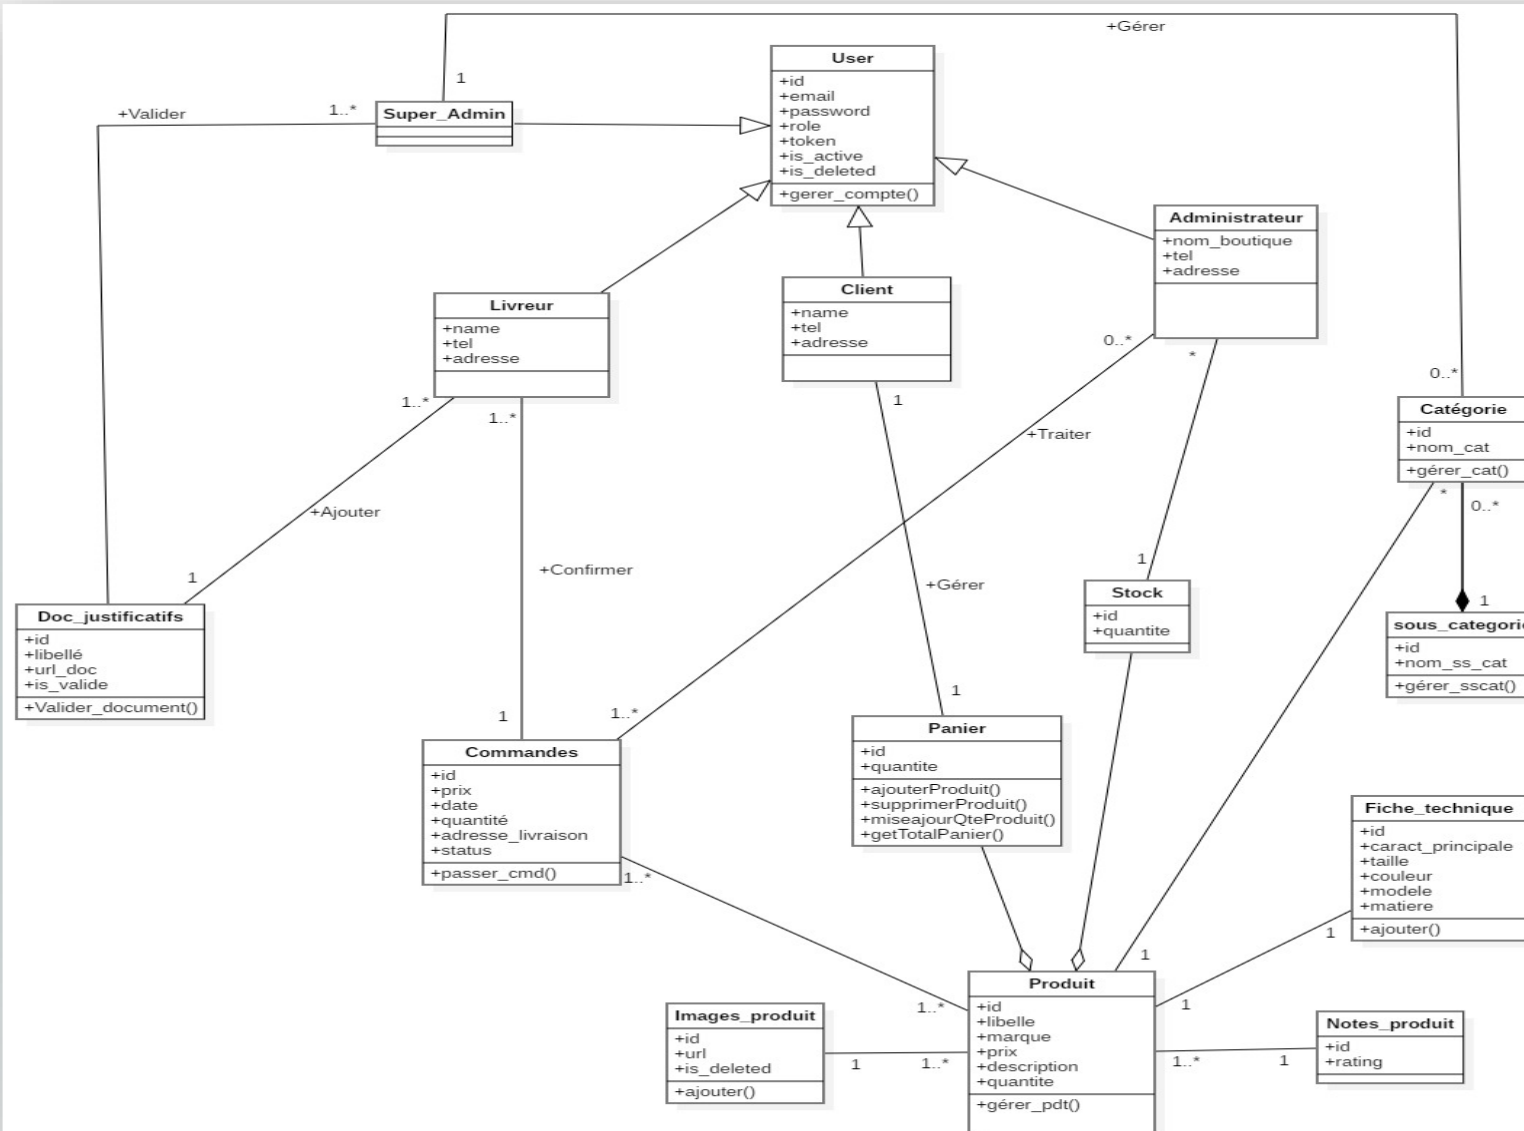 +Gérer
1
Super_Admin
1..*
+Valider
User
+id
+email
+password
+role
+token
+is_active
+is_deleted
+gerer_compte()
Administrateur
+nom_boutique
+tel
+adresse
0..*
*
Client
+name
+tel
+adresse
1
Livreur
+name
+tel
+adresse
1..*
1..*
+Traiter
0..*
Catégorie
+id
+nom_cat
+gérer_cat()
*
0..*
+Ajouter
1
+Confirmer
+Gérer
1
Stock
+id
+quantite
1
sous_categorie
+id
+nom_ss_cat
+gérer_sscat()
Doc_justificatifs
+id
+libellé
+url_doc
+is_valide
+Valider_document()
1
1..*
1
Commandes
+id
+prix
+date
+quantité
+adresse_livraison
+status
+passer_cmd()
1..*
Panier
+id
+quantite
+ajouterProduit()
+supprimerProduit()
+miseajourQteProduit()
+getTotalPanier()
Fiche_technique
+id
+caract_principale
+taille
+couleur
+modele
+matiere
+ajouter()
1
1
1
1..*
Produit
+id
+libelle
+marque
+prix
+description
+quantite
+gérer_pdt()
Images_produit
+id
+url
+is_deleted
+ajouter()
1
1..*
1..*
1
Notes_produit
+id
+rating